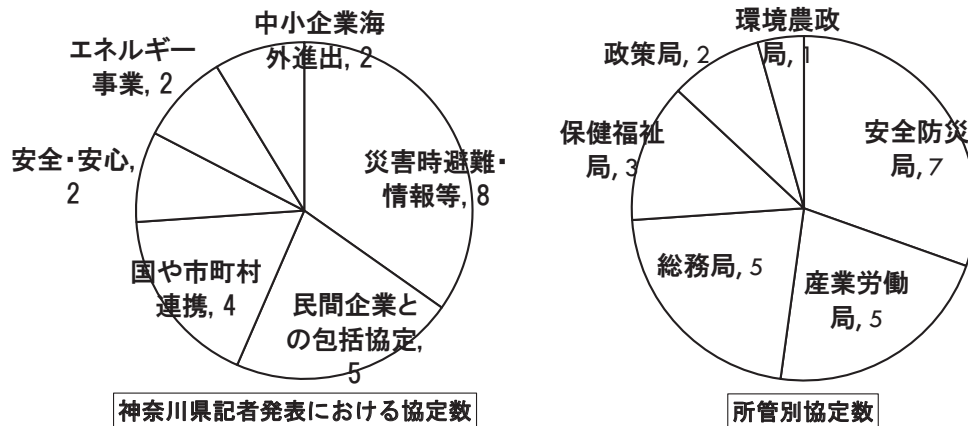 中小企業海
外進出, 2
エネルギー
事業, 2
安全・安心,
2
災害時避難・
情報等, 8
国や市町村
連携, 4
民間企業と
の包括協定,
5
神奈川県記者発表における協定数
環境農政
局, 1
政策局, 2
保健福祉
局, 3
安全防災
局, 7
総務局, 5
産業労働
局, 5
所管別協定数